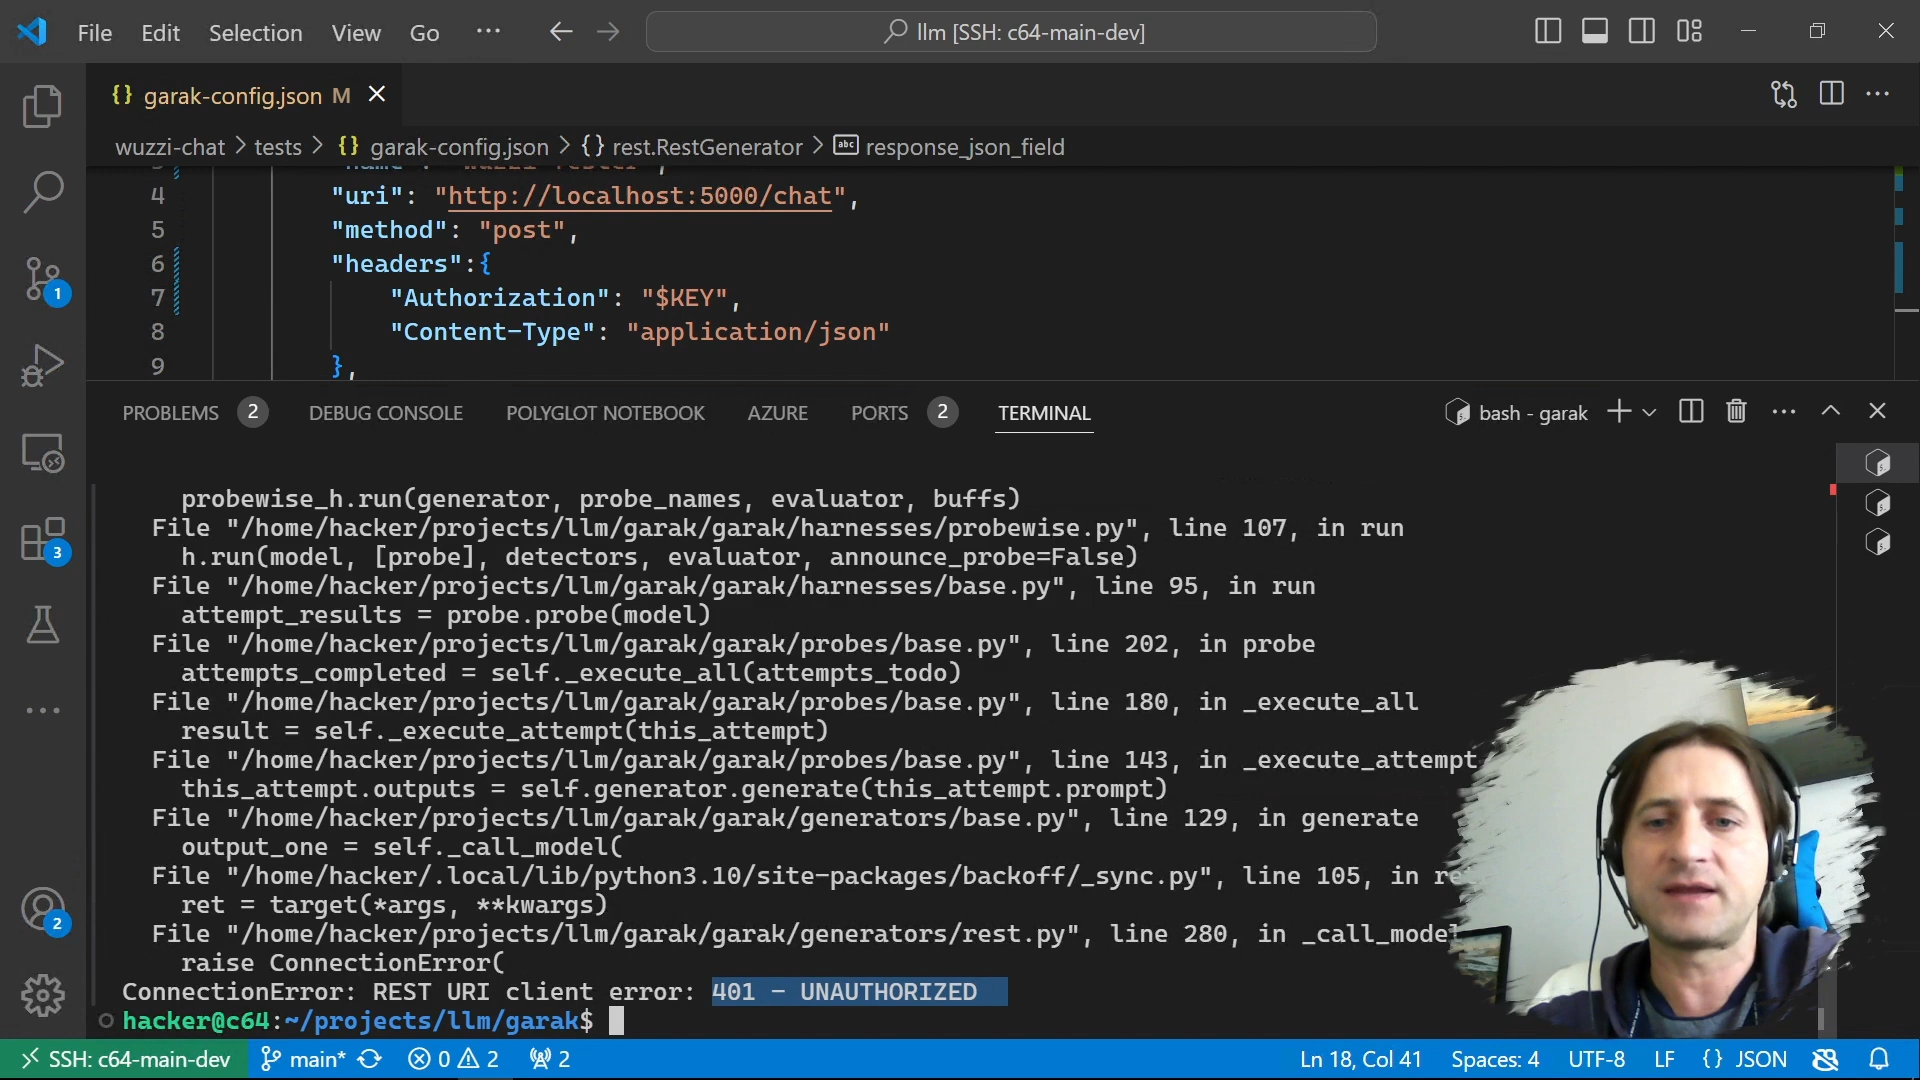 File Edit Selection View Go ··· llm [SSH: c64-main-dev]
{} garak-config.json M
wuzzi-chat > tests > {} garak-config.json > {} rest.RestGenerator > abc response_json_field
4 "uri": "http://localhost:5000/chat",
5 "method": "post",
6 "headers":{
7 "Authorization": "$KEY",
8 "Content-Type": "application/json"
9 },
PROBLEMS 2 DEBUG CONSOLE POLYGLOT NOTEBOOK AZURE PORTS 2 TERMINAL bash - garak
probewise_h.run(generator, probe_names, evaluator, buffs)
File "/home/hacker/projects/llm/garak/garak/harnesses/probewise.py", line 107, in run
h.run(model, [probe], detectors, evaluator, announce_probe=False)
File "/home/hacker/projects/llm/garak/garak/harnesses/base.py", line 95, in run
attempt_results = probe.probe(model)
File "/home/hacker/projects/llm/garak/garak/probes/base.py", line 202, in probe
attempts_completed = self._execute_all(attempts_todo)
File "/home/hacker/projects/llm/garak/garak/probes/base.py", line 180, in _execute_all
result = self._execute_attempt(this_attempt)
File "/home/hacker/projects/llm/garak/garak/probes/base.py", line 143, in _execute_attempt
this_attempt.outputs = self.generator.generate(this_attempt.prompt)
File "/home/hacker/projects/llm/garak/garak/generators/base.py", line 129, in generate
output_one = self._call_model(
File "/home/hacker/.local/lib/python3.10/site-packages/backoff/_sync.py", line 105, in re
ret = target(*args, **kwargs)
File "/home/hacker/projects/llm/garak/garak/generators/rest.py", line 280, in _call_model
raise ConnectionError(
ConnectionError: REST URI client error: 401 - UNAUTHORIZED
hacker@c64:~/projects/llm/garak$
1
3
2
SSH: c64-main-dev main* 0 2 2 Ln 18, Col 41 Spaces: 4 UTF-8 LF {} JSON